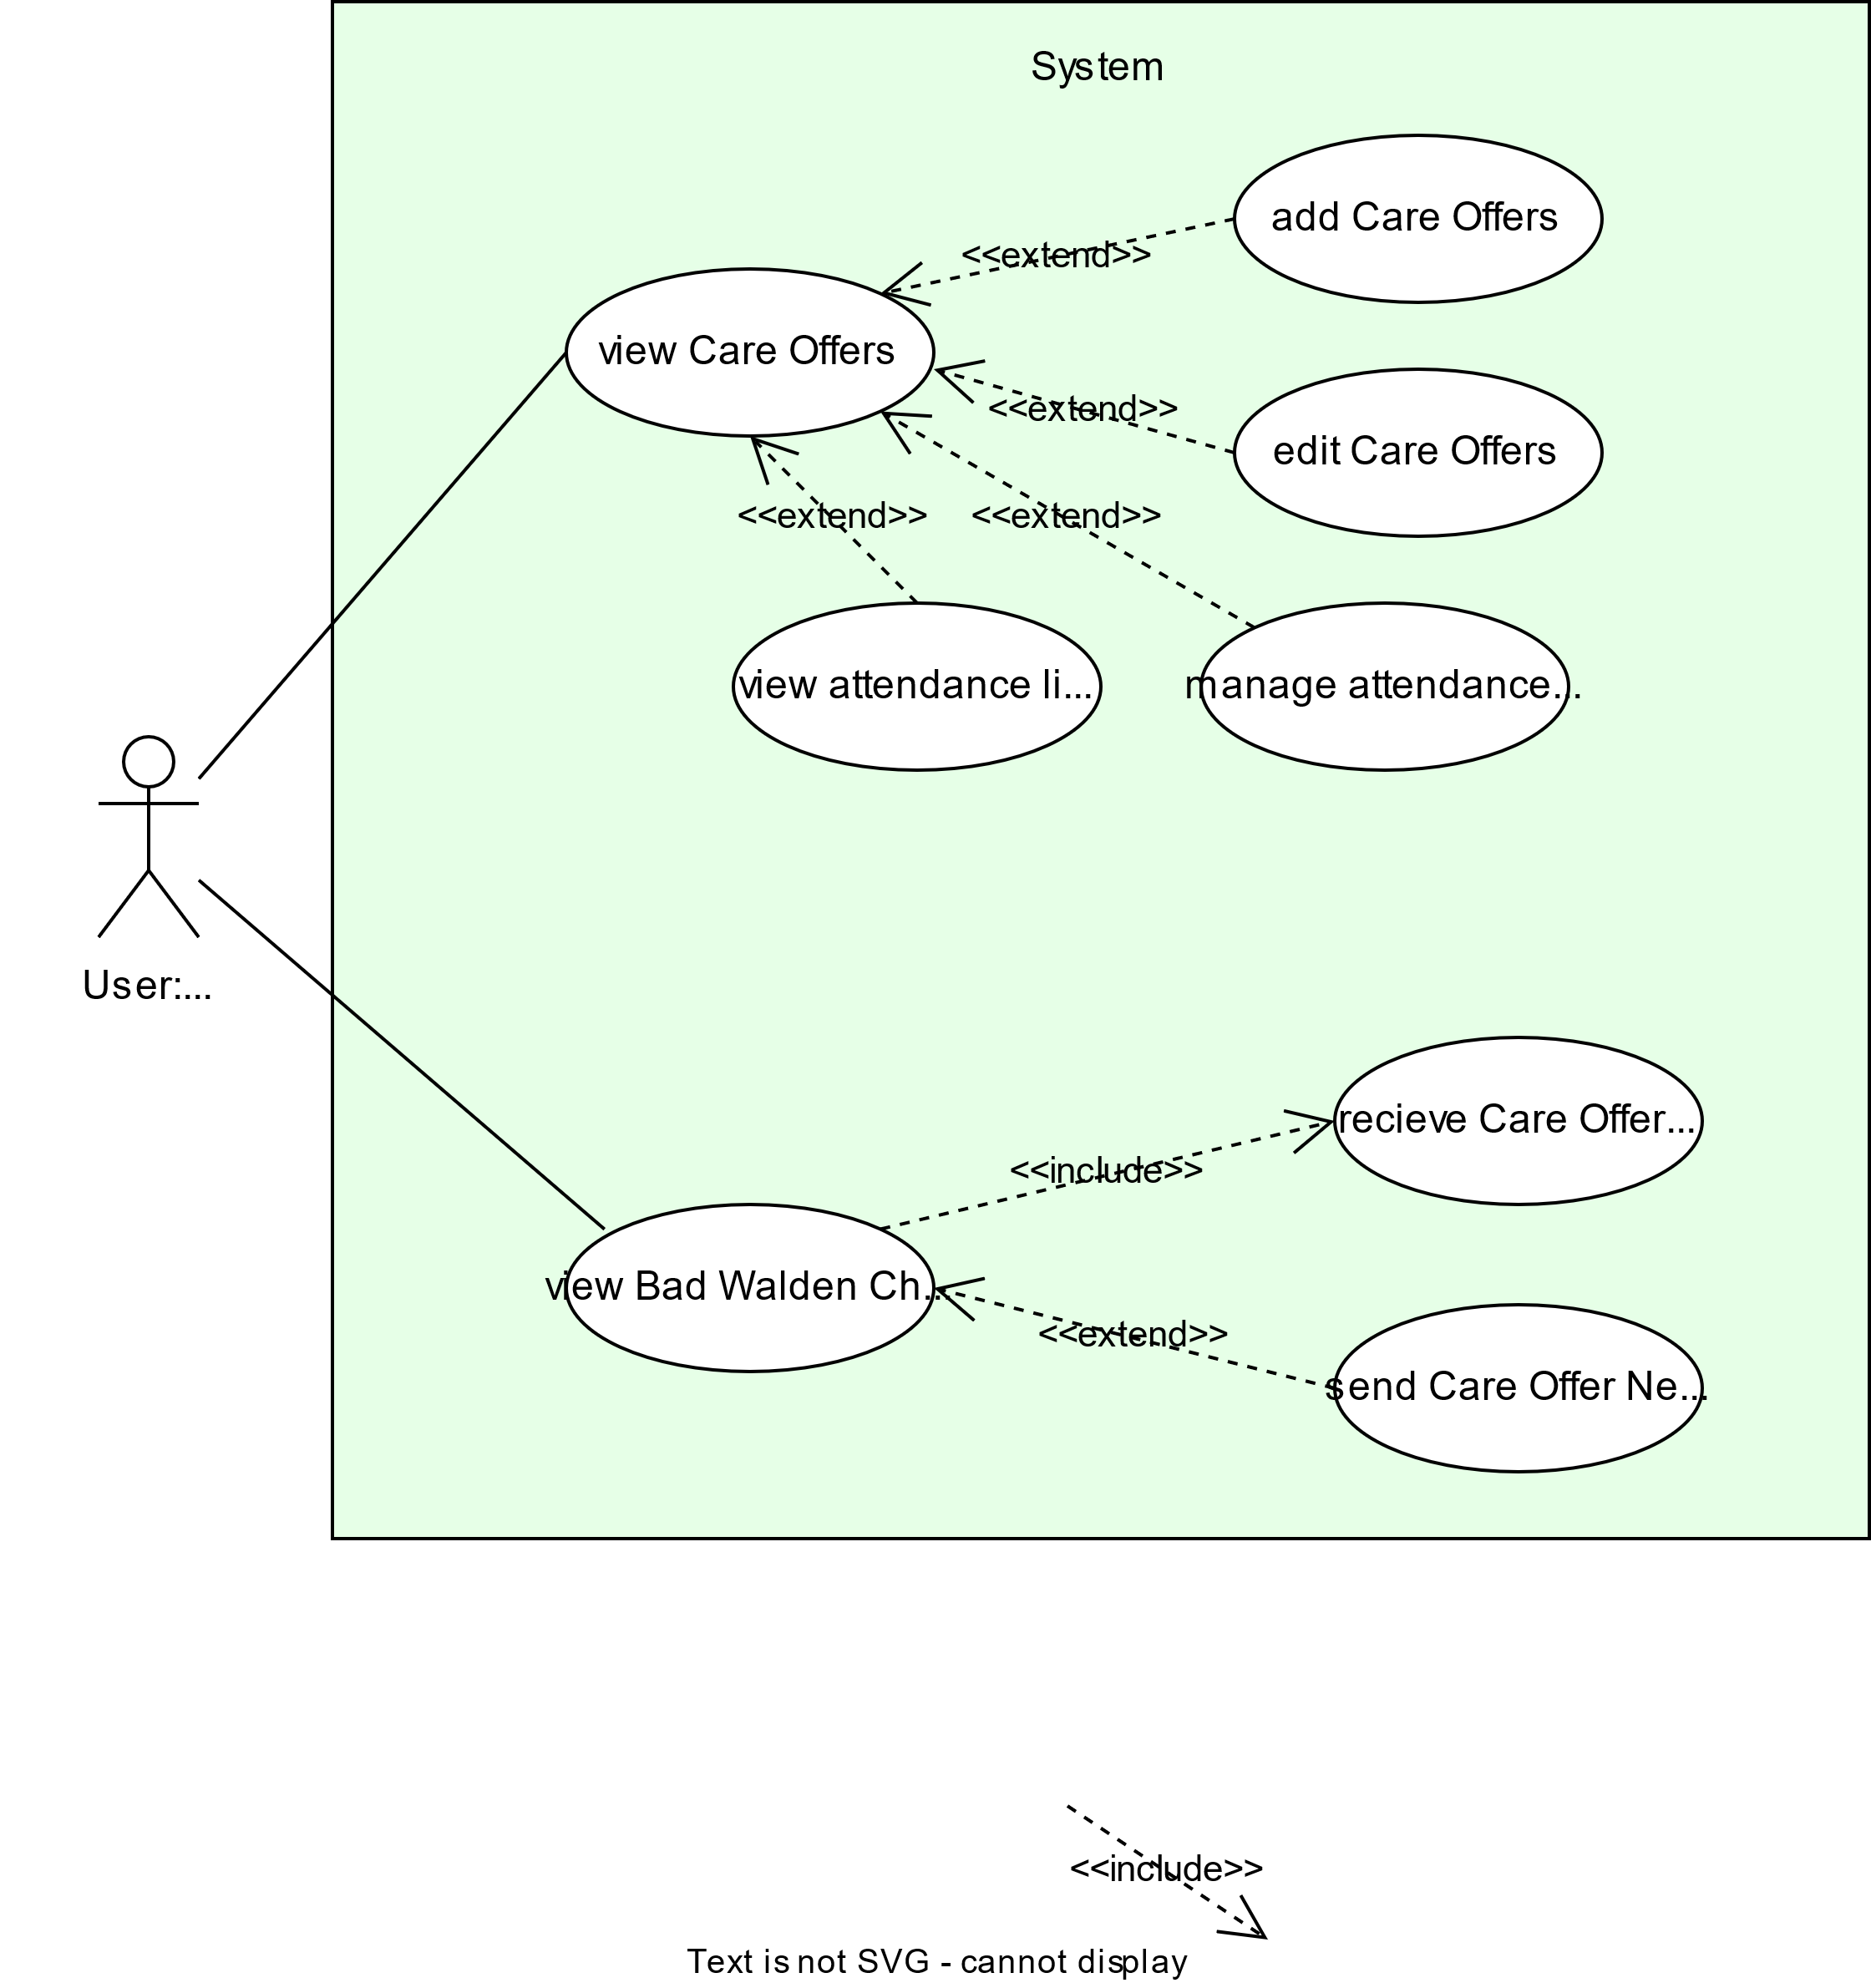 System
add Care Offers
<<extend>>
view Care Offers
<<extend>>
edit Care Offers
<<extend>>
<<extend>>
view attendance li...
manage attendance...
User:...
recieve Care Offer...
<<include>>
view Bad Walden Ch...
<<extend>>
send Care Offer Ne...
<<include>>
Text is not SVG - cannot display